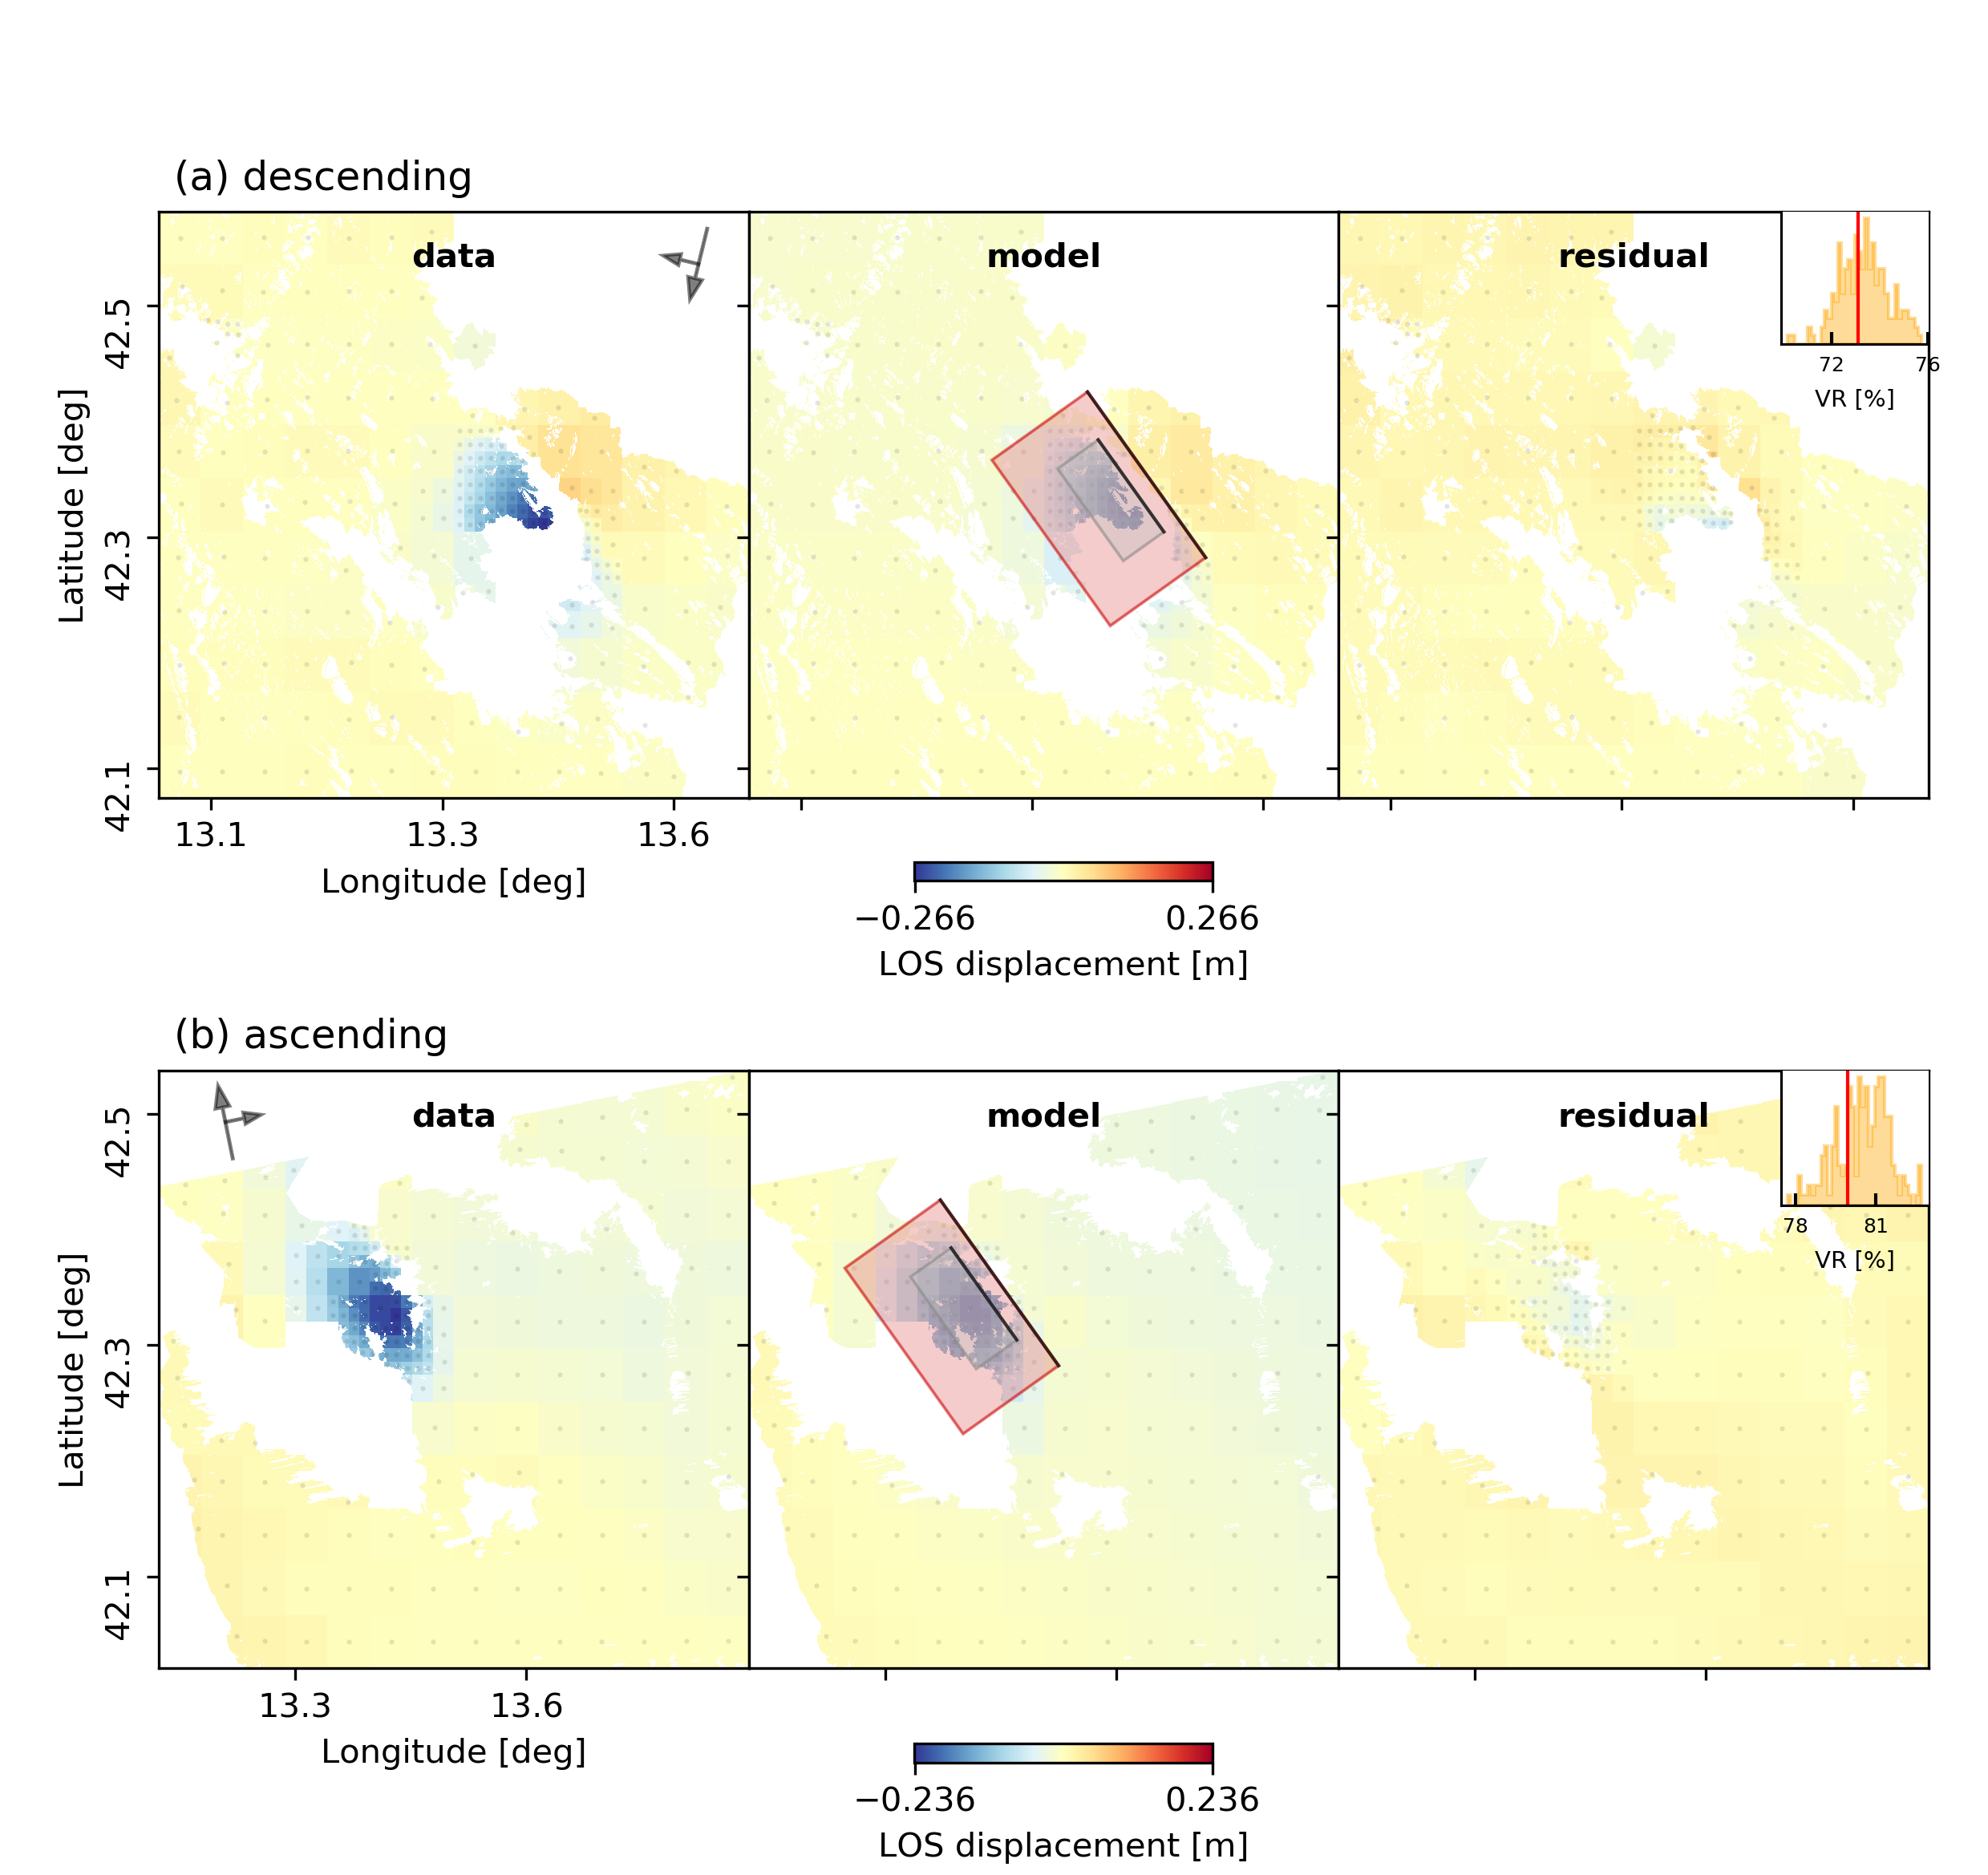 (a) descending
data
model
residual
72
76
VR [%]
42.5
42.3
42.1
Latitude [deg]
13.1
13.3
13.6
Longitude [deg]
−0.266
0.266
LOS displacement [m]
(b) ascending
data
model
residual
78
81
VR [%]
42.5
42.3
42.1
Latitude [deg]
13.3
13.6
Longitude [deg]
−0.236
0.236
LOS displacement [m]